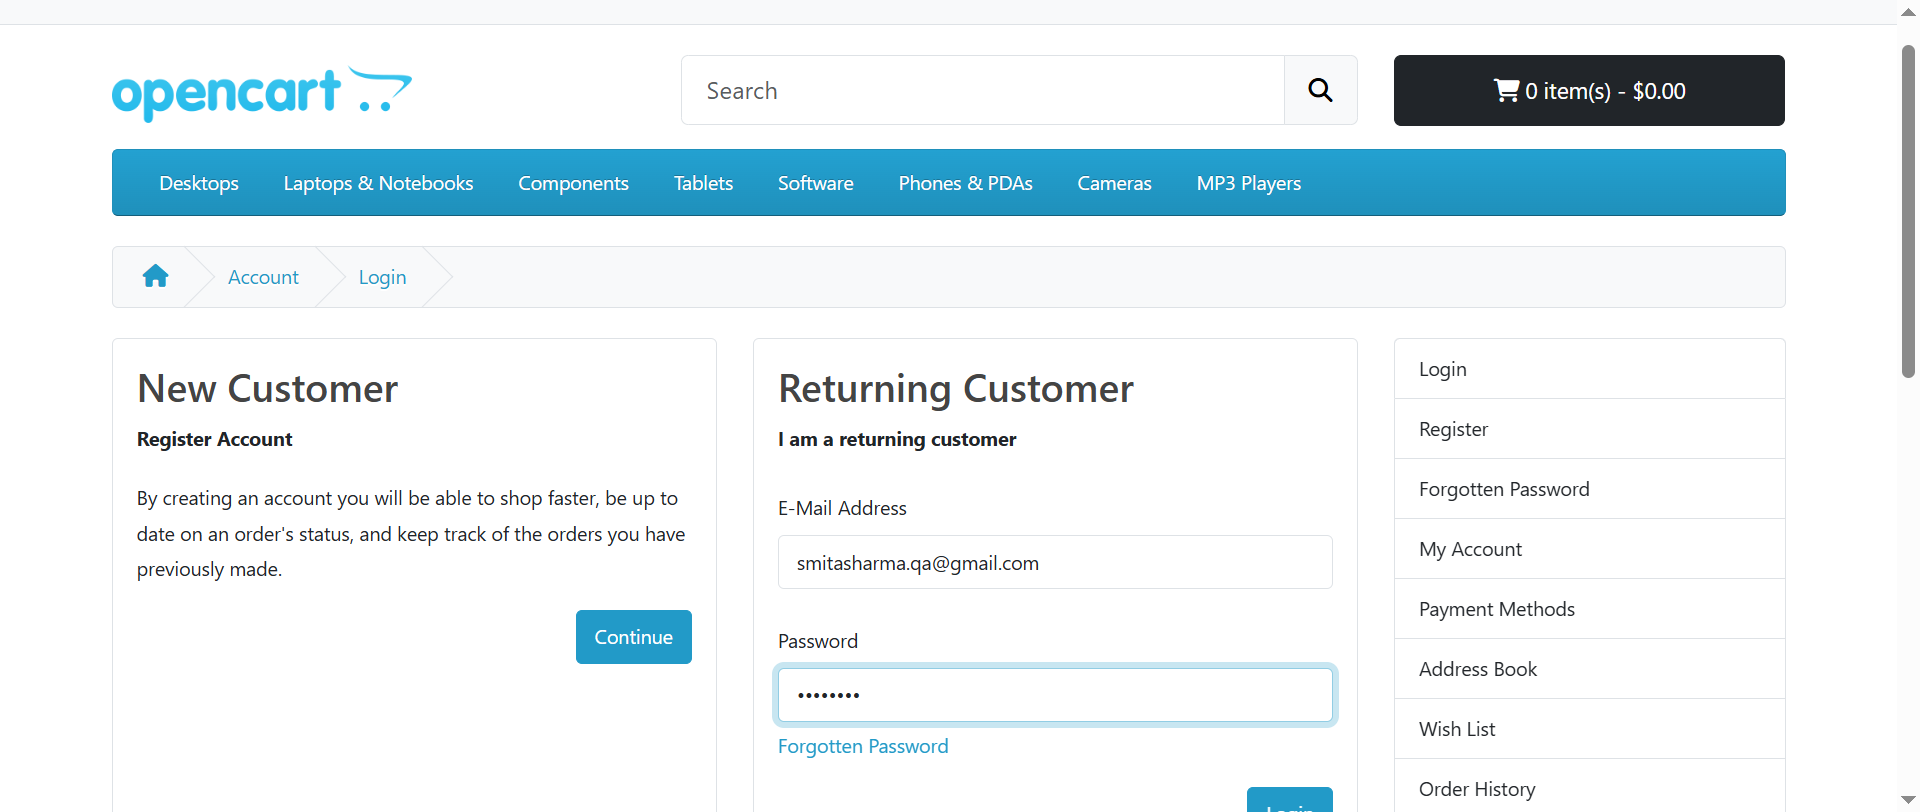 opencart
Search
0 item(s) - $0.00
Desktops Laptops & Notebooks Components Tablets Software Phones & PDAs Cameras MP3 Players
Account Login
New Customer
Register Account
By creating an account you will be able to shop faster, be up to
date on an order's status, and keep track of the orders you have
previously made.
Continue
Returning Customer
I am a returning customer
E-Mail Address
smitasharma.qa@gmail.com
Password
••••••••
Forgotten Password
Login
Login
Register
Forgotten Password
My Account
Payment Methods
Address Book
Wish List
Order History